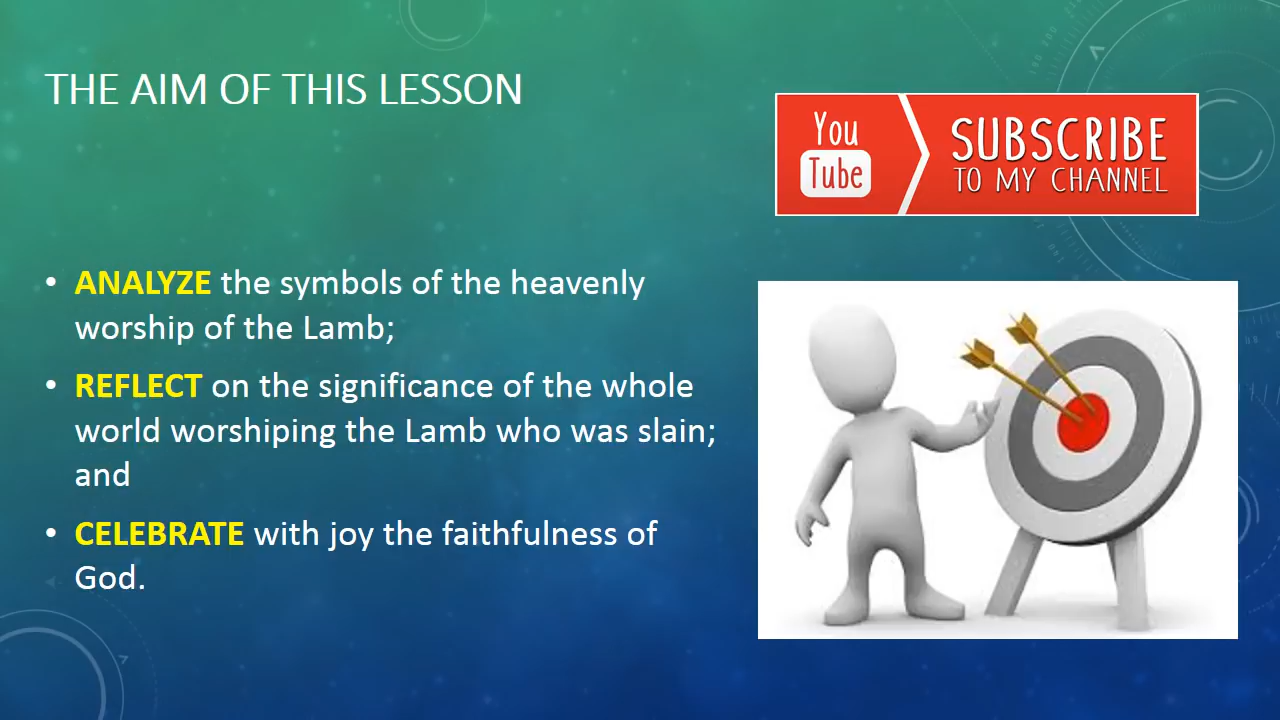 THE AIM OF THIS LESSON
You
Tube
SUBSCRIBE
TO MY CHANNEL
• ANALYZE the symbols of the heavenly
worship of the Lamb;
• REFLECT on the significance of the whole
world worshiping the Lamb who was slain;
and
• CELEBRATE with joy the faithfulness of
God.